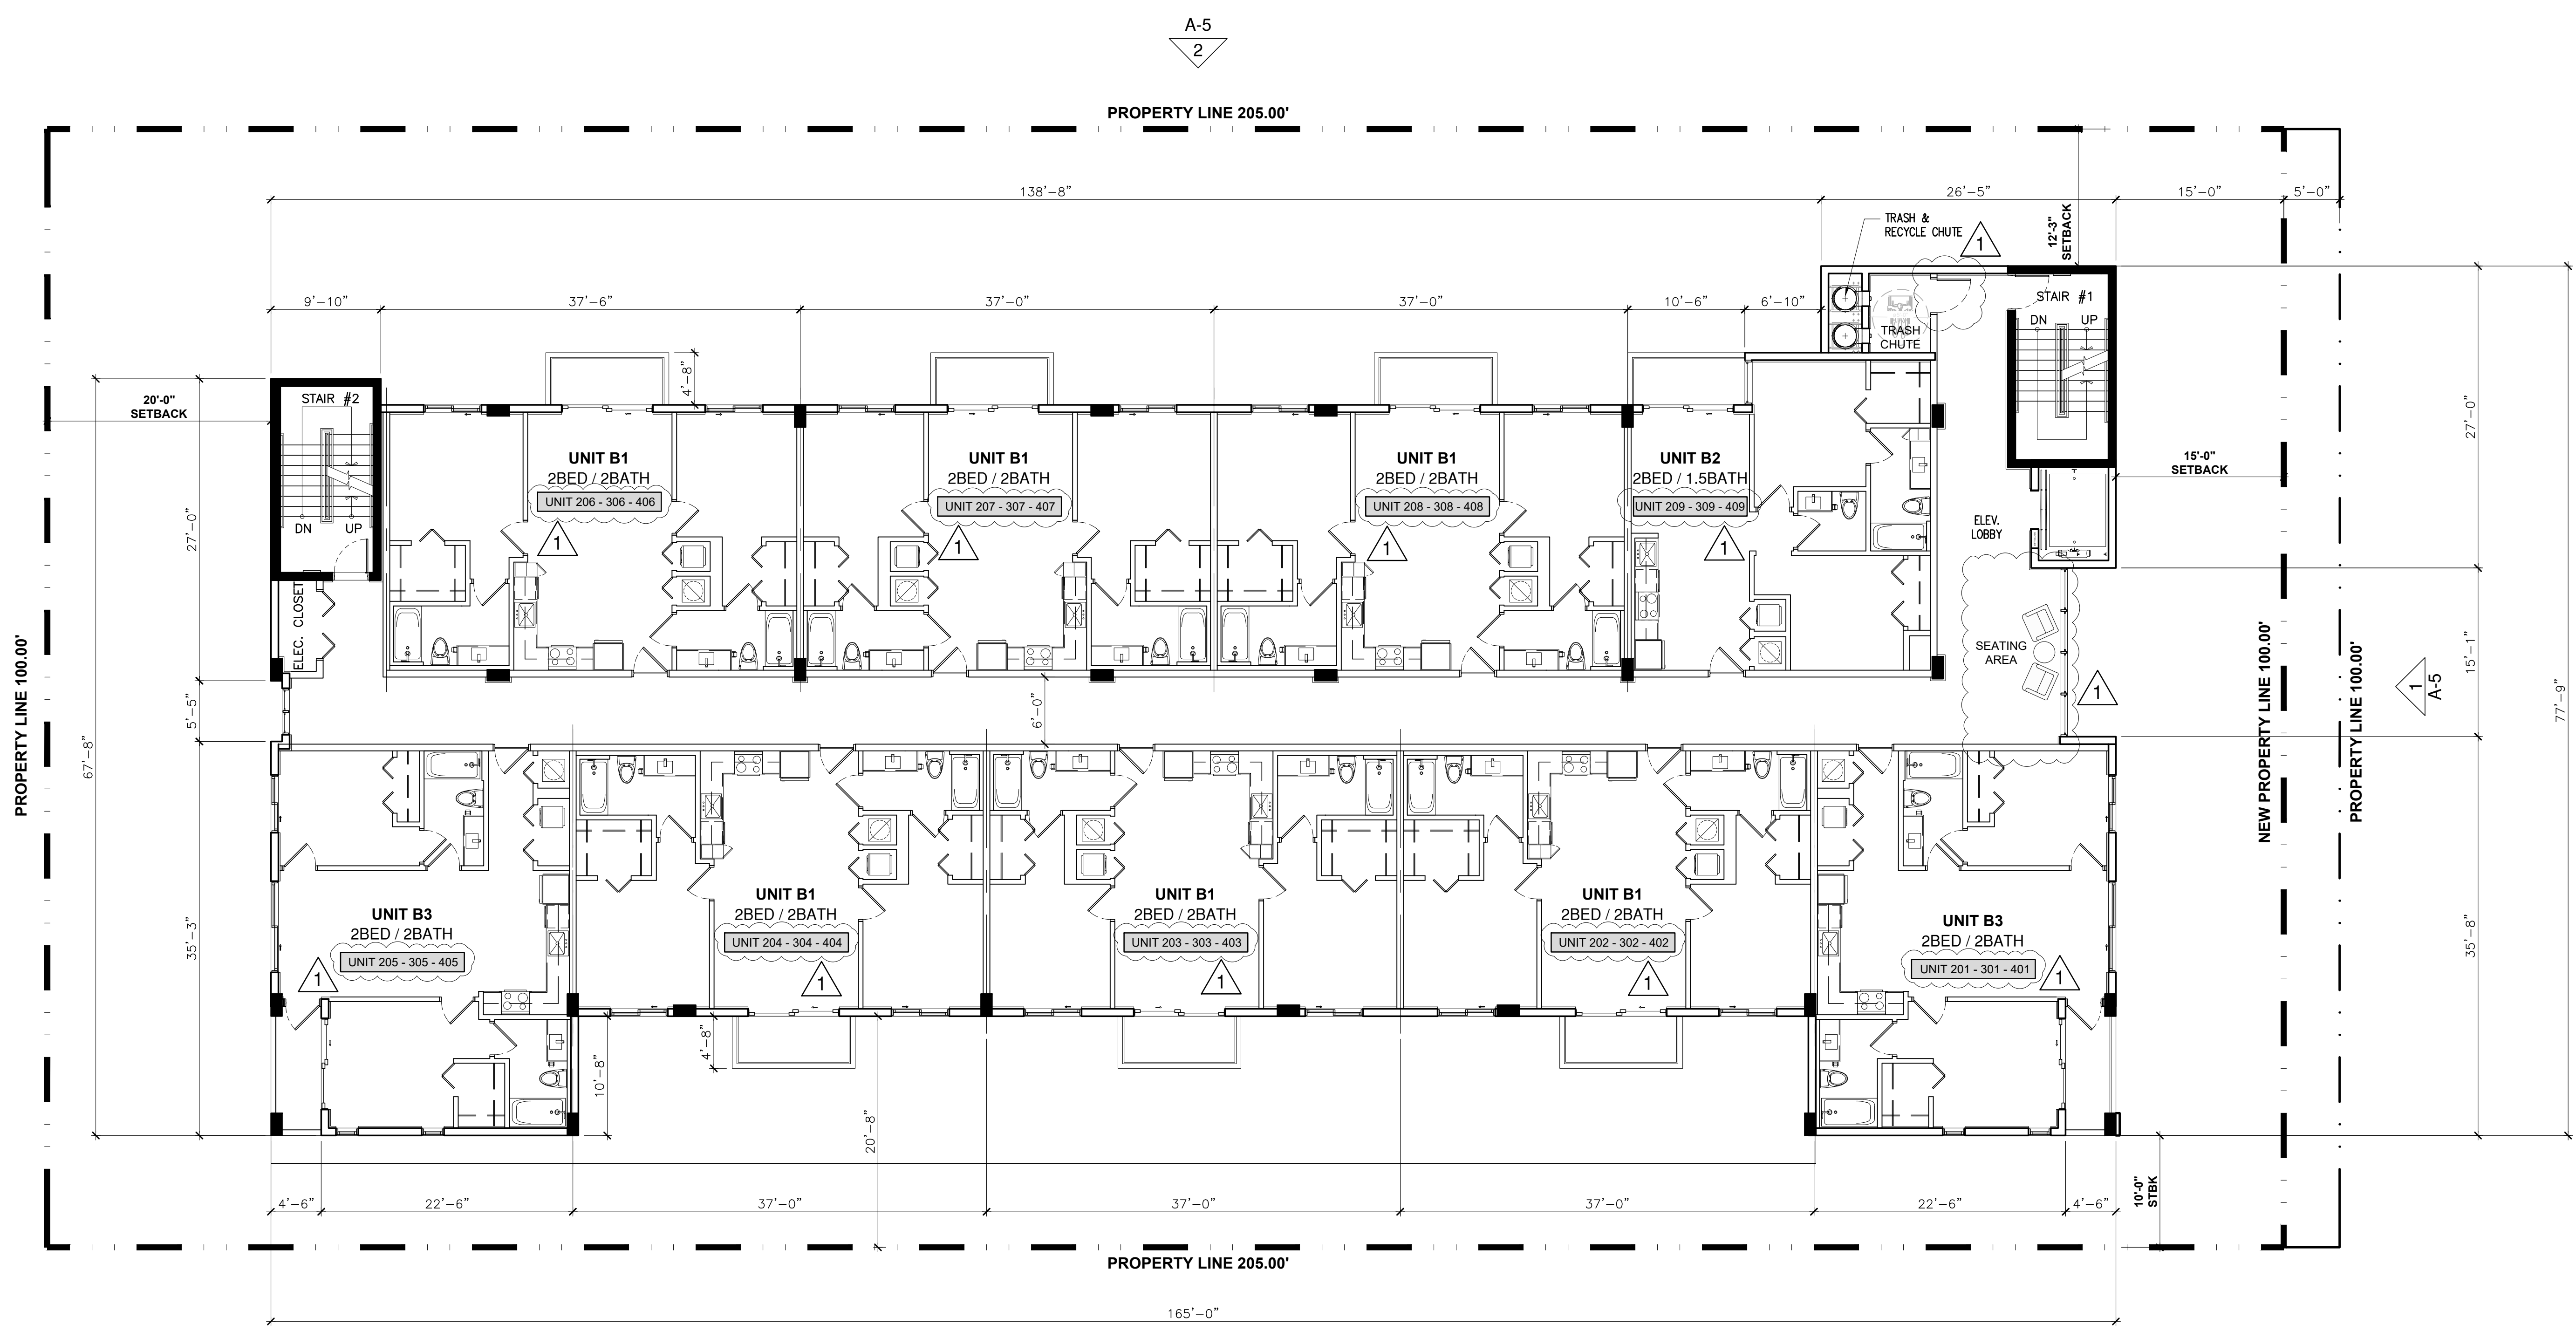 A-5
2
PROPERTY LINE 205.00'
138'-8"
26'-5"
15'-0"
5'-0"
TRASH &
RECYCLE CHUTE
1
12'-3"
SETBACK
9'-10"
37'-6"
37'-0"
37'-0"
10'-6"
6'-10"
STAIR #1
DN
UP
TRASH
CHUTE
4'-8"
20'-0"
SETBACK
STAIR #2
DN
UP
27'-0"
27'-0"
UNIT B1
2BED / 2BATH
UNIT 206 - 306 - 406
1
UNIT B1
2BED / 2BATH
UNIT 207 - 307 - 407
1
UNIT B1
2BED / 2BATH
UNIT 208 - 308 - 408
1
UNIT B2
2BED / 1.5BATH
UNIT 209 - 309 - 409
1
15'-0"
SETBACK
ELEV.
LOBBY
ELEC. CLOSET
SEATING
AREA
1
15'-1"
5'-5"
6'-0"
PROPERTY LINE 100.00'
67'-8"
NEW PROPERTY LINE 100.00'
PROPERTY LINE 100.00'
1
A-5
77'-9"
35'-3"
35'-8"
UNIT B3
2BED / 2BATH
UNIT 205 - 305 - 405
1
UNIT B1
2BED / 2BATH
UNIT 204 - 304 - 404
1
UNIT B1
2BED / 2BATH
UNIT 203 - 303 - 403
1
UNIT B1
2BED / 2BATH
UNIT 202 - 302 - 402
1
UNIT B3
2BED / 2BATH
UNIT 201 - 301 - 401
1
10'-8"
4'-8"
20'-8"
4'-6"
22'-6"
37'-0"
37'-0"
37'-0"
22'-6"
4'-6"
10'-0"
STBK
PROPERTY LINE 205.00'
165'-0"